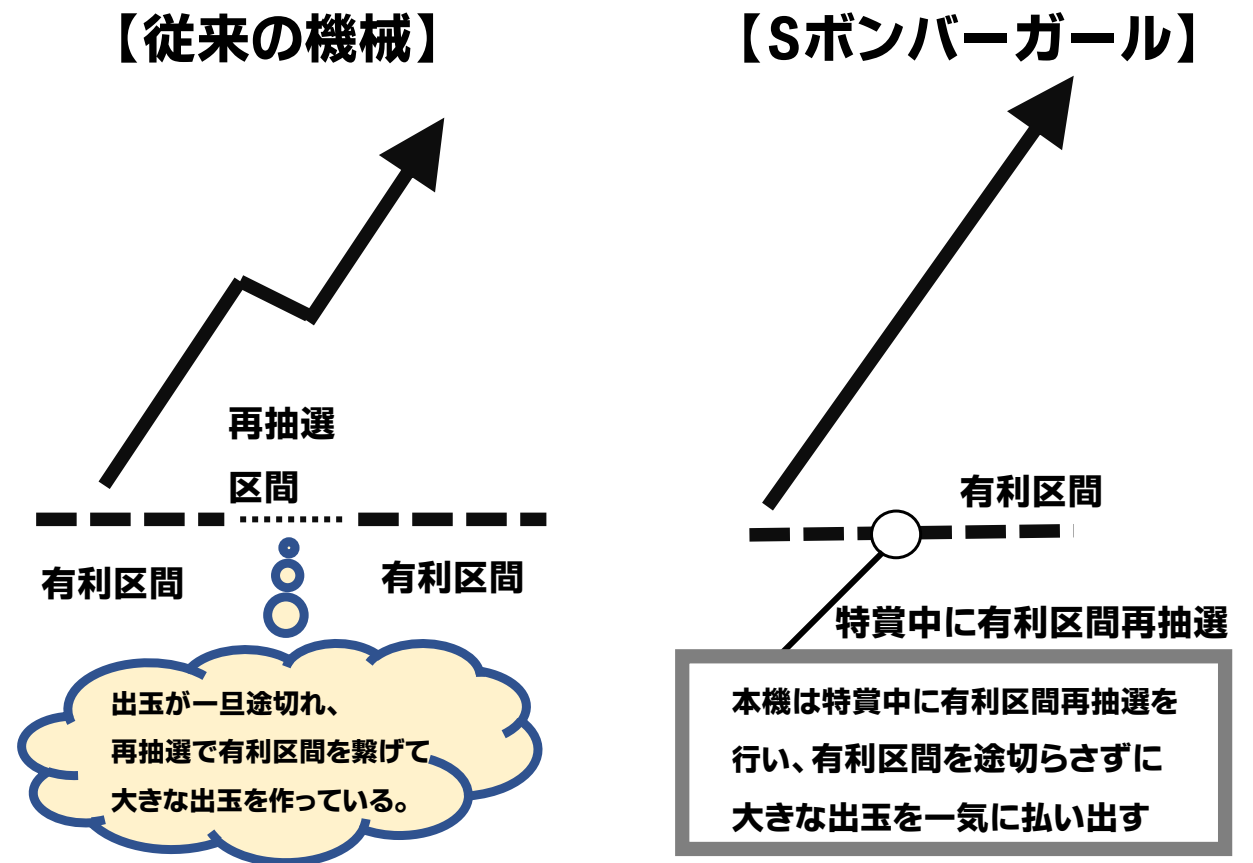 【従来の機械】
再抽選
区間
有利区間
有利区間
出玉が一旦途切れ、
再抽選で有利区間を繋げて
大きな出玉を作っている。
【Sボンバーガール】
有利区間
特賞中に有利区間再抽選
本機は特賞中に有利区間再抽選を
行い、有利区間を途切らさずに
大きな出玉を一気に払い出す